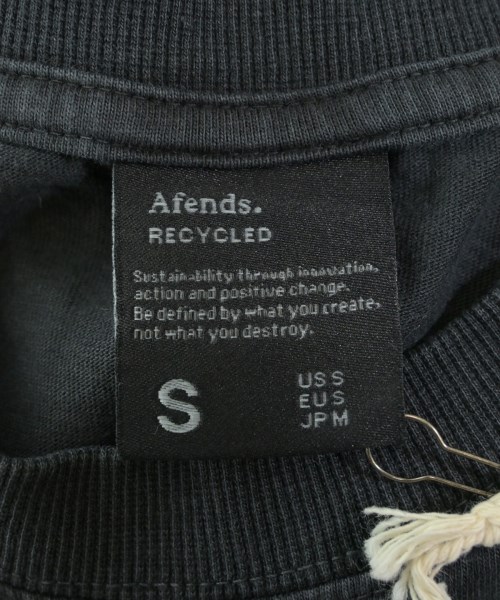 Afends.
RECYCLED
Sustainability through innovation,
action and positive change.
Be defined by what you create,
not what you destroy.
S
US S
EU S
JP M